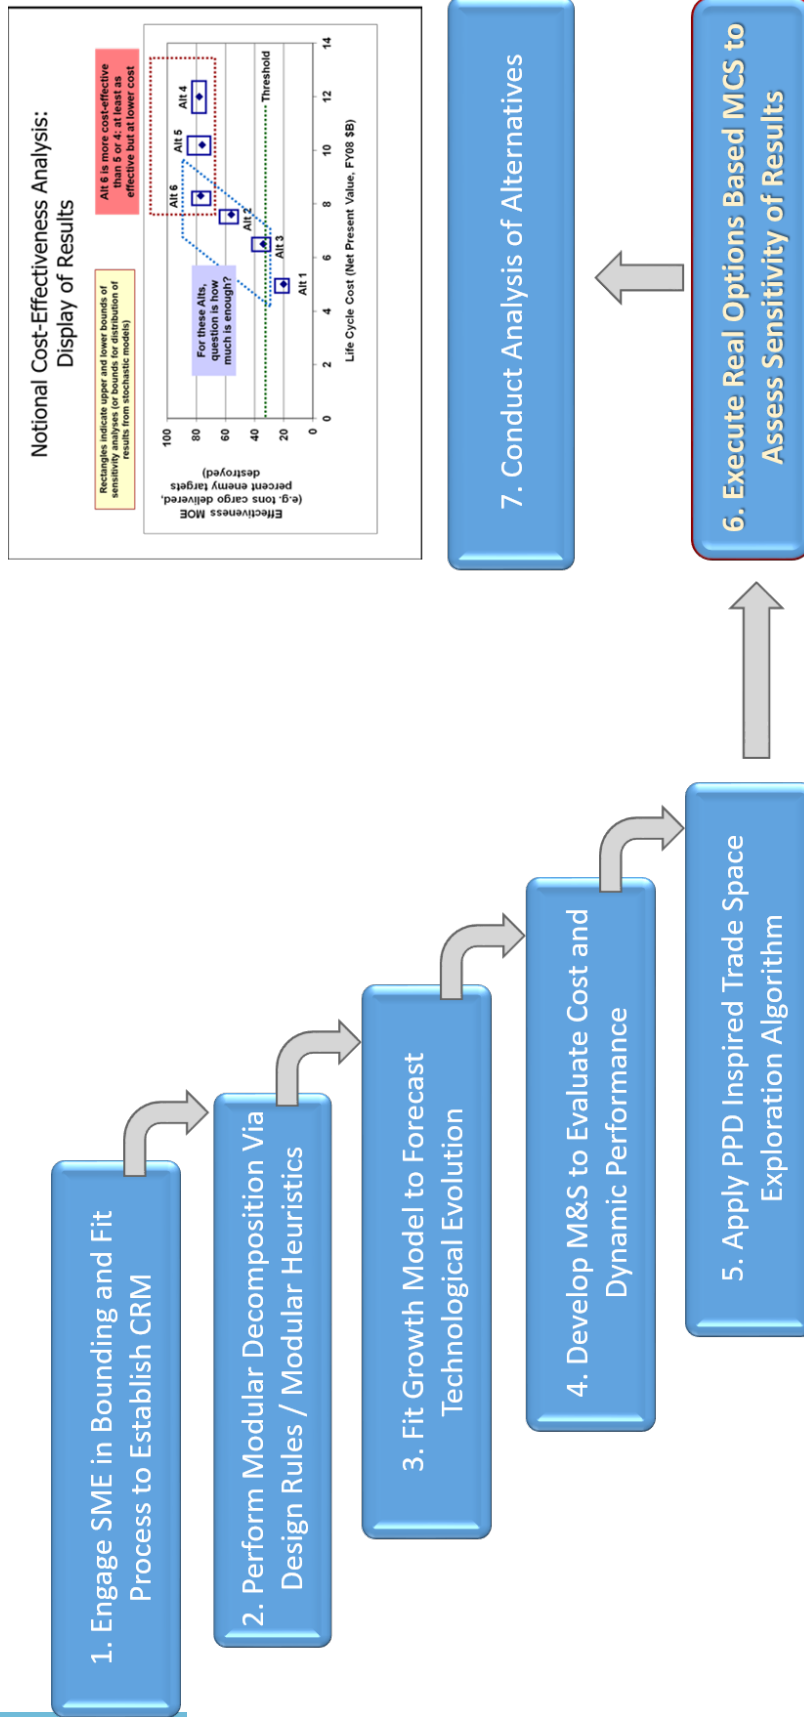 1. Engage SME in Bounding and Fit
Process to Establish CRM
2. Perform Modular Decomposition Via
Design Rules / Modular Heuristics
3. Fit Growth Model to Forecast
Technological Evolution
4. Develop M&S to Evaluate Cost and
Dynamic Performance
5. Apply PPD Inspired Trade Space
Exploration Algorithm
6. Execute Real Options Based MCS to
Assess Sensitivity of Results
7. Conduct Analysis of Alternatives
Notional Cost-Effectiveness Analysis:
Display of Results
Rectangles indicate upper and lower bounds of
sensitivity analyses (or bounds for distribution of
results from stochastic models)
Alt 6 is more cost-effective
than 5 or 4: at least as
effective but at lower cost
Effectiveness MOE
(e.g. tons cargo delivered,
percent enemy targets
destroyed)
100
80
60
40
20
0
For these Alts,
question is how
much is enough?
Alt 6
Alt 5
Alt 4
Alt 2
Alt 3
Alt 1
Threshold
0 2 4 6 8 10 12 14
Life Cycle Cost (Net Present Value, FY08 $B)